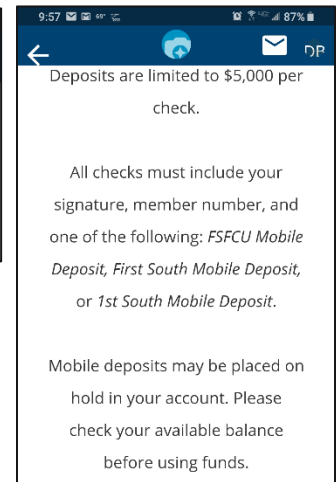 9:57 69° 87%
DP
Deposits are limited to $5,000 per
check.
All checks must include your
signature, member number, and
one of the following: FSFCU Mobile
Deposit, First South Mobile Deposit,
or 1st South Mobile Deposit.
Mobile deposits may be placed on
hold in your account. Please
check your available balance
before using funds.